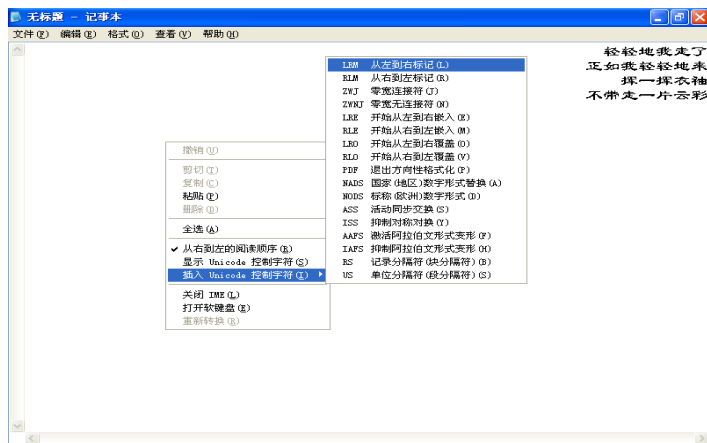 无标题 - 记事本
文件(F) 编辑(E) 格式(O) 查看(V) 帮助(H)
轻轻地我走了
正如我轻轻地来
挥一挥衣袖
不带走一片云彩
撤销(U)
剪切(T)
复制(C)
粘贴(P)
删除(D)
全选(A)
从右到左的阅读顺序(R)
显示 Unicode 控制字符(S)
插入 Unicode 控制字符(I)
关闭 IME(L)
打开软键盘(E)
重新转换(R)
LRM 从左到右标记(L)
RLM 从右到左标记(R)
ZWJ 零宽连接符(J)
ZWNJ 零宽无连接符(N)
LRE 开始从左到右嵌入(E)
RLE 开始从右到左嵌入(M)
LRO 开始从左到右覆盖(O)
RLO 开始从右到左覆盖(V)
PDF 退出方向性格式化(P)
NADS 国家(地区)数字形式替换(A)
NODS 标称(欧洲)数字形式(D)
ASS 活动同步交换(S)
ISS 抑制对称对换(Y)
AAFS 激活阿拉伯文形式变形(F)
IAFS 抑制阿拉伯文形式变形(H)
RS 记录分隔符(块分隔符)(B)
US 单位分隔符(段分隔符)(S)